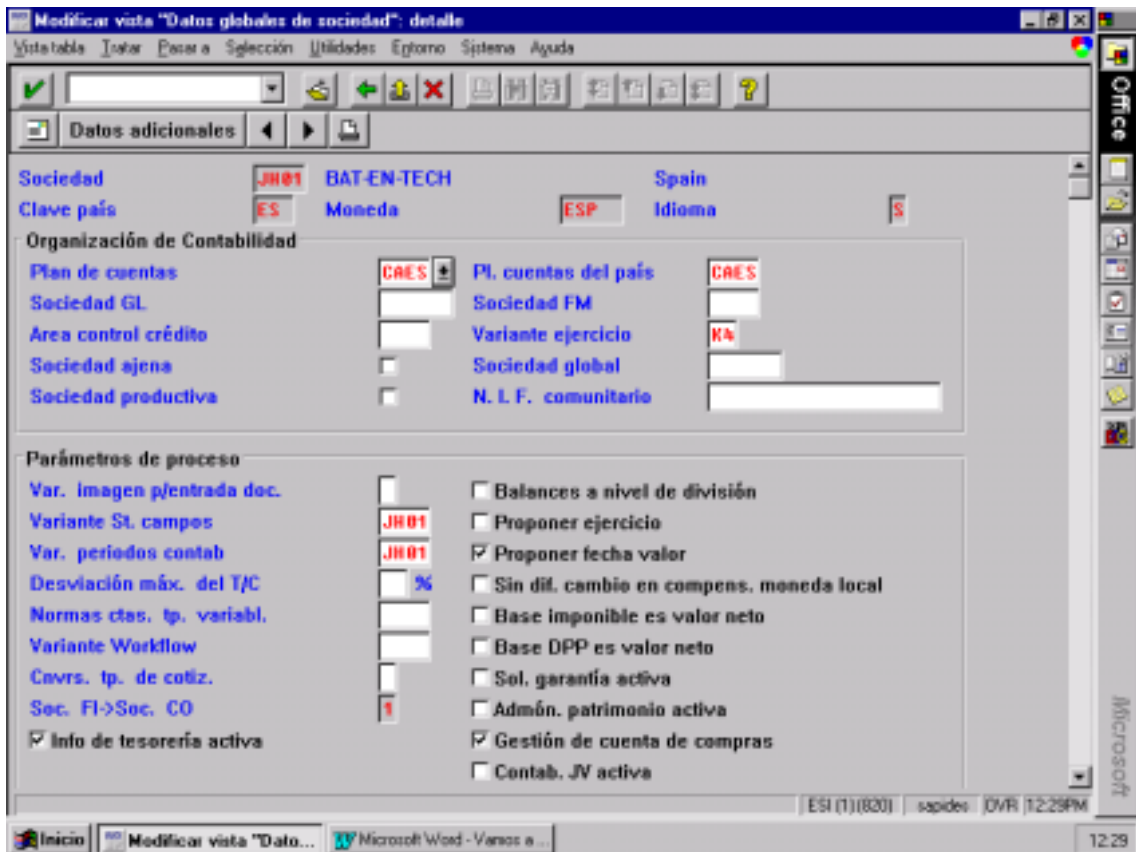 Modificar vista "Datos globales de sociedad": detalle
Vista tabla Tratar Pasar a Selección Utilidades Entorno Sistema Ayuda
Datos adicionales
Sociedad JH01 BAT-EN-TECH Spain
Clave país ES Moneda ESP Idioma S
Organización de Contabilidad
Plan de cuentas CAES Pl. cuentas del país CAES
Sociedad GL Sociedad FM
Area control crédito Variante ejercicio K4
Sociedad ajena Sociedad global
Sociedad productiva N. I. F. comunitario
Parámetros de proceso
Var. imagen p/entrada doc. Balances a nivel de división
Variante St. campos JH01 Proponer ejercicio
Var. periodos contab JH01 Proponer fecha valor
Desviación máx. del T/C % Sin dif. cambio en compens. moneda local
Normas ctas. tp. variabl. Base imponible es valor neto
Variante Workflow Base DPP es valor neto
Cnvrs. tp. de cotiz. Sol. garantía activa
Soc. FI->Soc. CO 1 Admón. patrimonio activa
Info de tesorería activa Gestión de cuenta de compras
Contab. JV activa
ESI (1) (820) sapides OVR 12:29PM
Inicio Modificar vista "Dato... Microsoft Word - Vamos a ... 12:29
Office
Microsoft